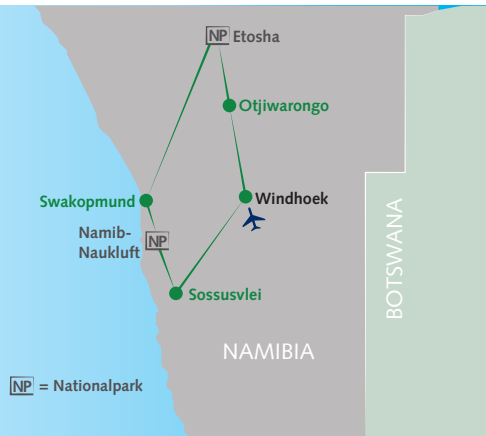 NP Etosha
Otjiwarongo
Swakopmund
Windhoek
Namib-
Naukluft NP
Sossusvlei
BOTSWANA
NAMIBIA
NP = Nationalpark